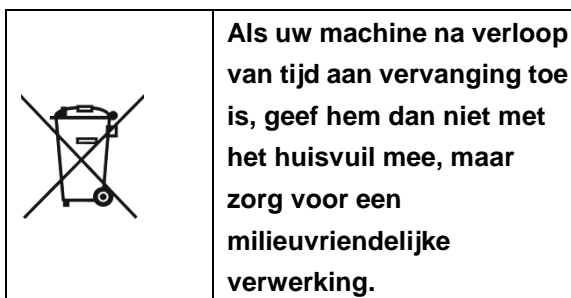 Als uw machine na verloop
van tijd aan vervanging toe
is, geef hem dan niet met
het huisvuil mee, maar
zorg voor een
milieuvriendelijke
verwerking.